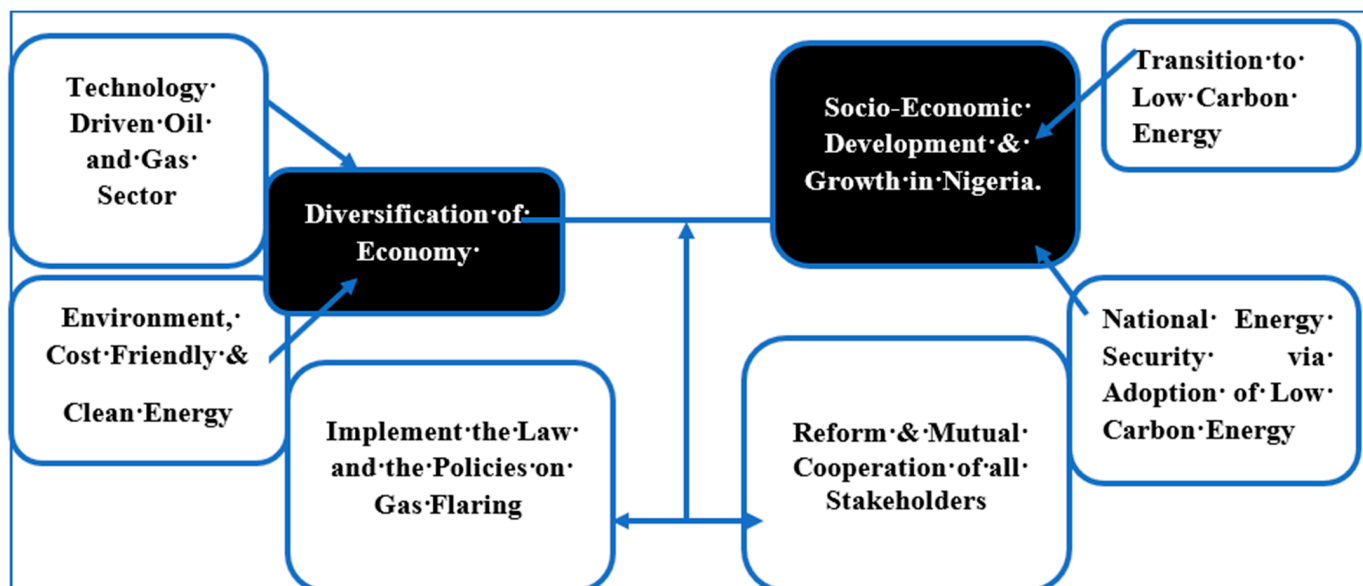 Technology
Driven Oil
and Gas
Sector
Diversification of
Economy
Environment,
Cost Friendly &
Clean Energy
Implement the Law
and the Policies on
Gas Flaring
Socio-Economic
Development &
Growth in Nigeria.
Transition to
Low Carbon
Energy
National Energy
Security via
Adoption of Low
Carbon Energy
Reform & Mutual
Cooperation of all
Stakeholders